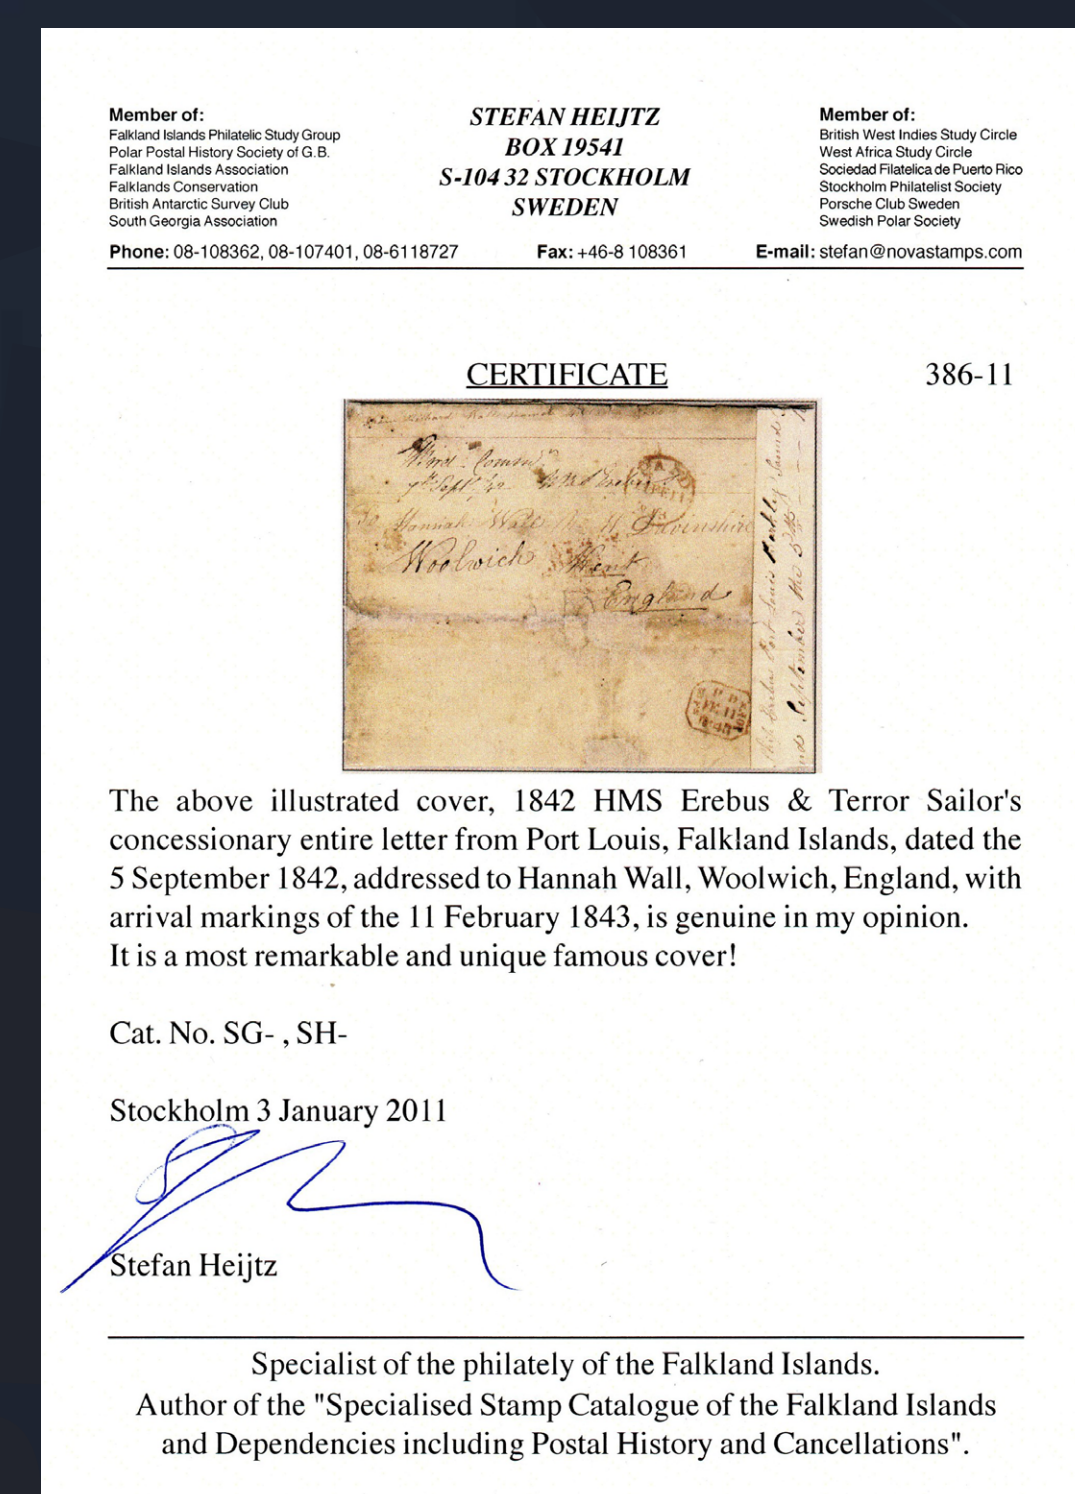 Member of:
Falkland Islands Philatelic Study Group
Polar Postal History Society of G.B.
Falkland Islands Association
Falklands Conservation
British Antarctic Survey Club
South Georgia Association
STEFAN HEIJTZ
BOX 19541
S-104 32 STOCKHOLM
SWEDEN
Member of:
British West Indies Study Circle
West Africa Study Circle
Sociedad Filatelica de Puerto Rico
Stockholm Philatelist Society
Porsche Club Sweden
Swedish Polar Society
Phone: 08-108362, 08-107401, 08-6118727 Fax: +46-8 108361 E-mail: stefan@novastamps.com
CERTIFICATE 386-11
Hannah Wall
Woolwich Kent
England
The above illustrated cover, 1842 HMS Erebus & Terror Sailor's
concessionary entire letter from Port Louis, Falkland Islands, dated the
5 September 1842, addressed to Hannah Wall, Woolwich, England, with
arrival markings of the 11 February 1843, is genuine in my opinion.
It is a most remarkable and unique famous cover!
Cat. No. SG- , SH-
Stockholm 3 January 2011
Stefan Heijtz
Specialist of the philately of the Falkland Islands.
Author of the "Specialised Stamp Catalogue of the Falkland Islands
and Dependencies including Postal History and Cancellations".